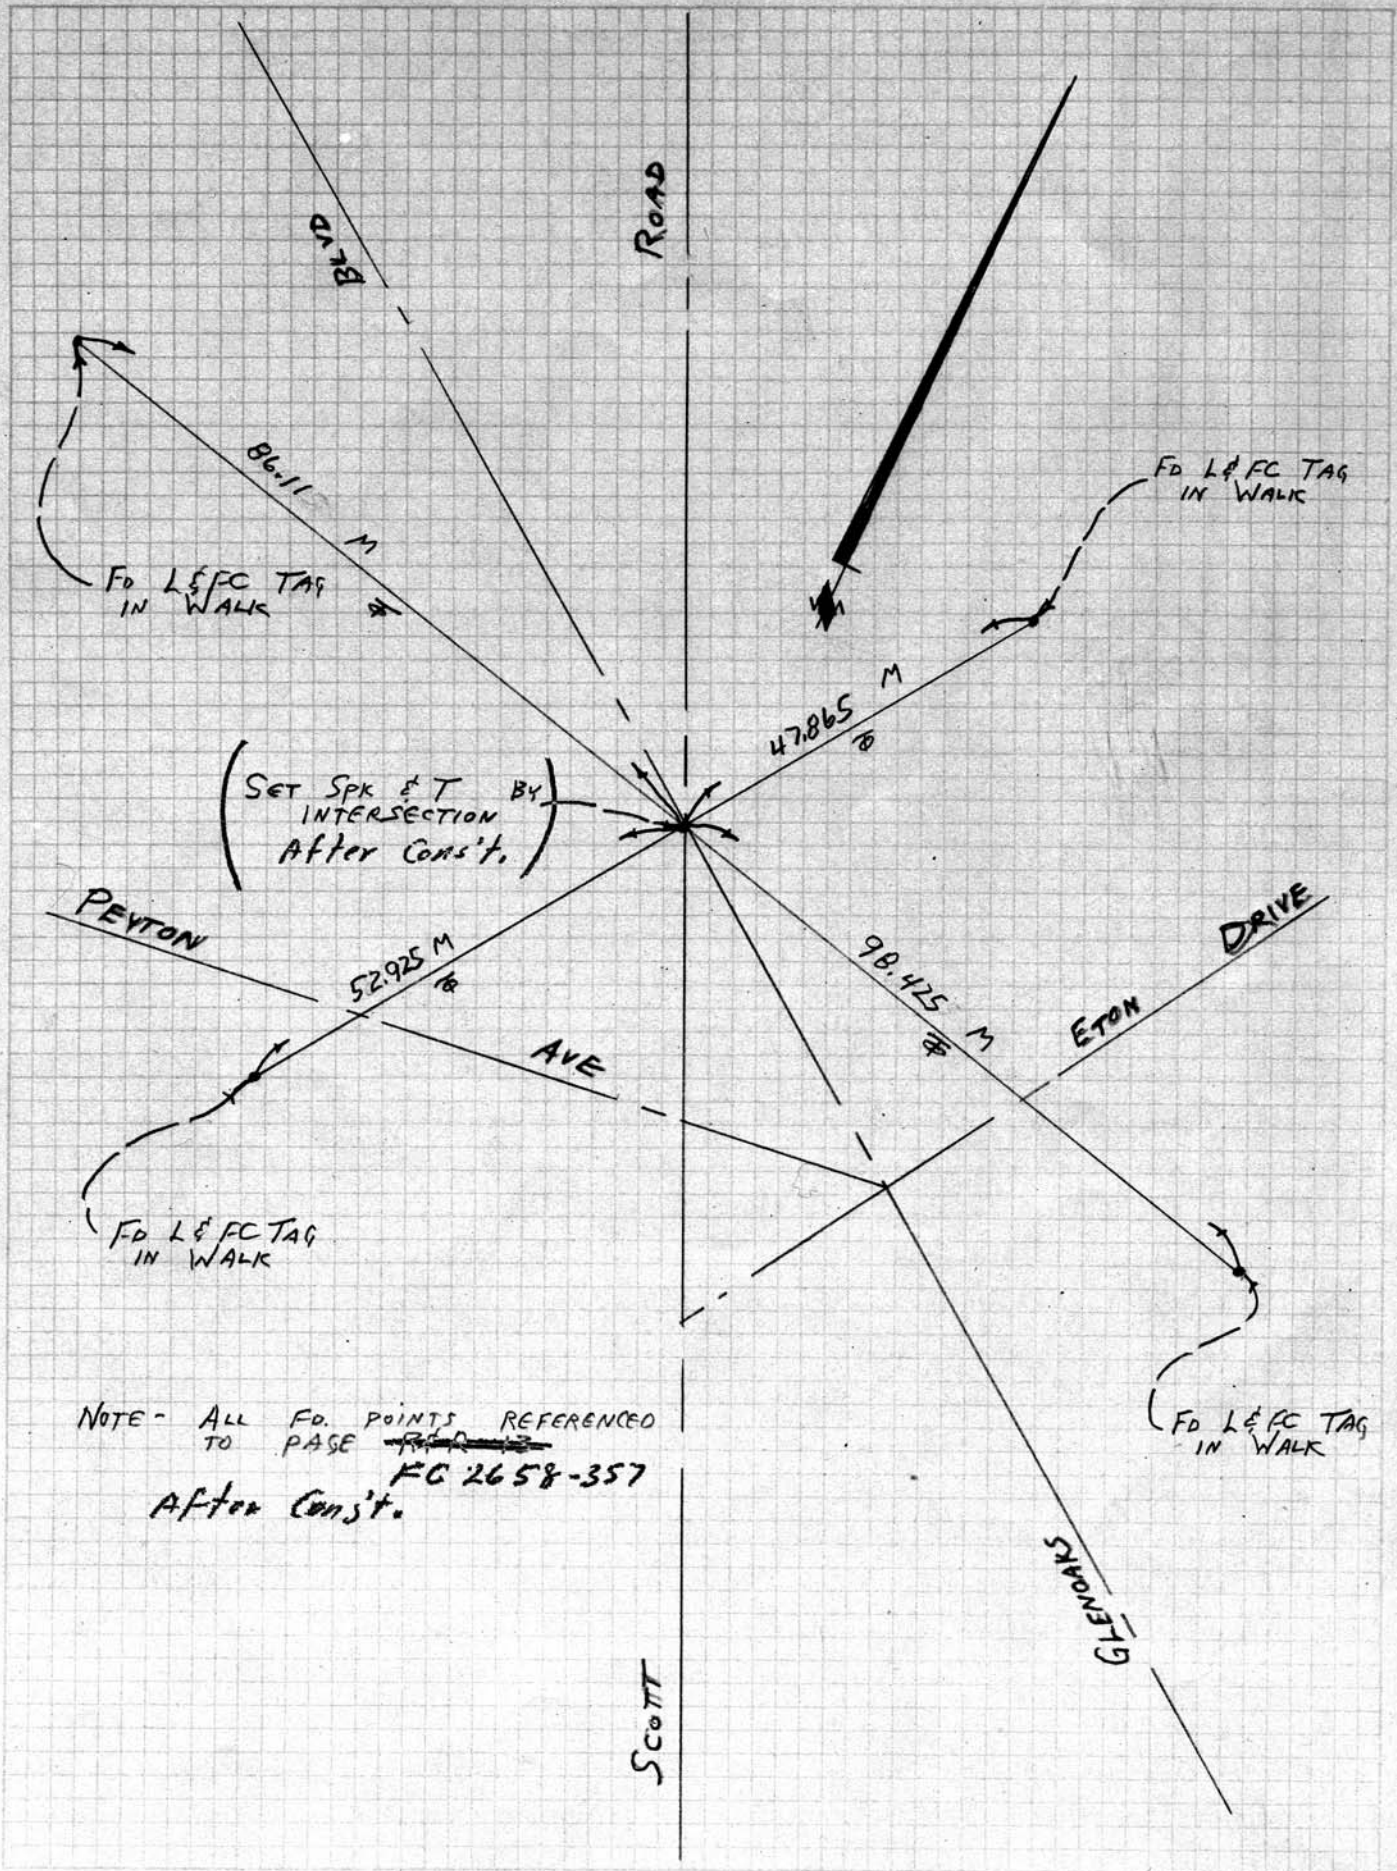 ROAD
BLVD
86.11 M
FD L & FC TAG
IN WALK
FD L & FC TAG
IN WALK
47.865 M
SET SPK & T BY
INTERSECTION
After Cons't.
PEYTON
AVE
52.925 M
98.425 M
ETON
DRIVE
FD L & FC TAG
IN WALK
FD L & FC TAG
IN WALK
NOTE - ALL FD. POINTS REFERENCED
TO PAGE
FC 2658-357
After Cons't.
GLENOAKS
SCOTT